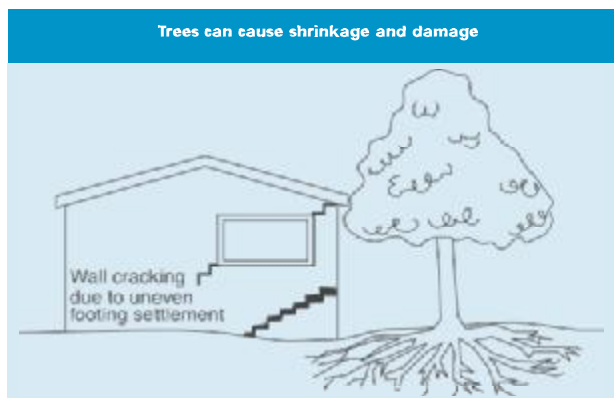 Trees can cause shrinkage and damage
Wall cracking
due to uneven
footing settlement